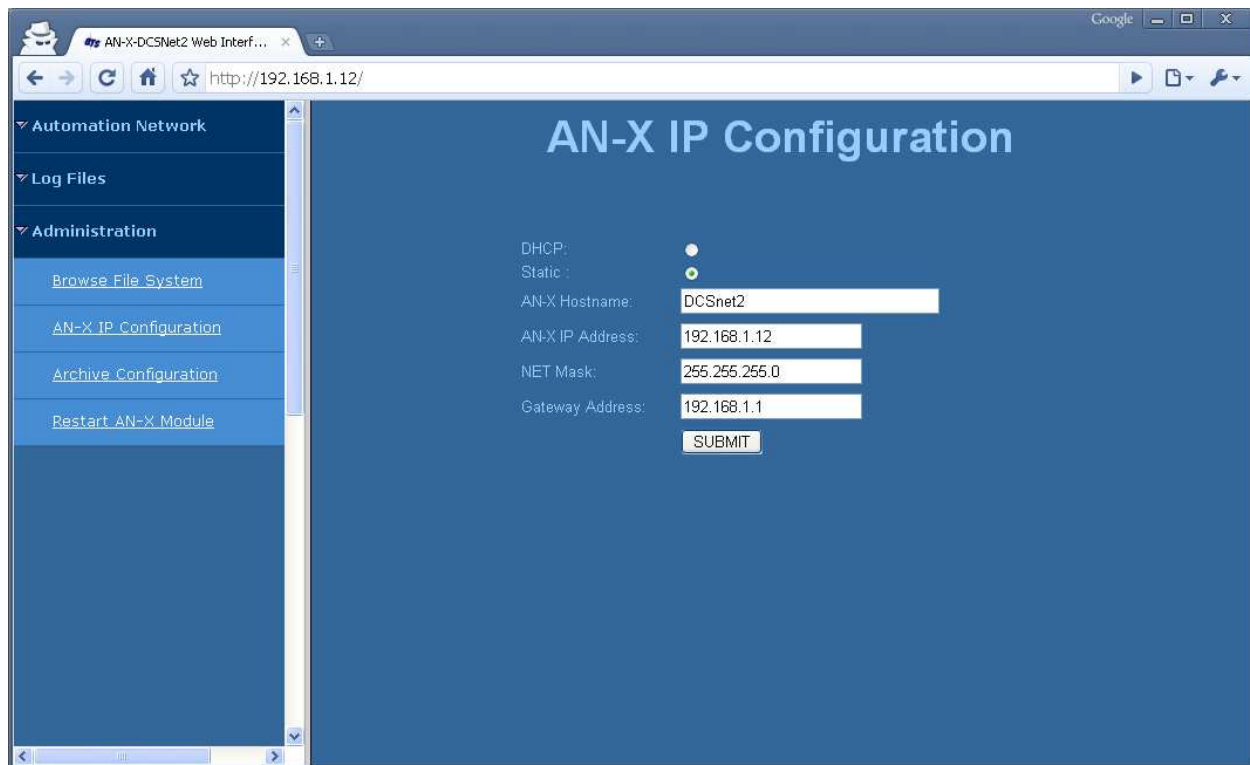 Google
AN-X-DCSNet2 Web Interf...
http://192.168.1.12/
Automation Network
Log Files
Administration
Browse File System
AN-X IP Configuration
Archive Configuration
Restart AN-X Module
AN-X IP Configuration
DHCP:
Static :
AN-X Hostname: DCSnet2
AN-X IP Address: 192.168.1.12
NET Mask: 255.255.255.0
Gateway Address: 192.168.1.1
SUBMIT